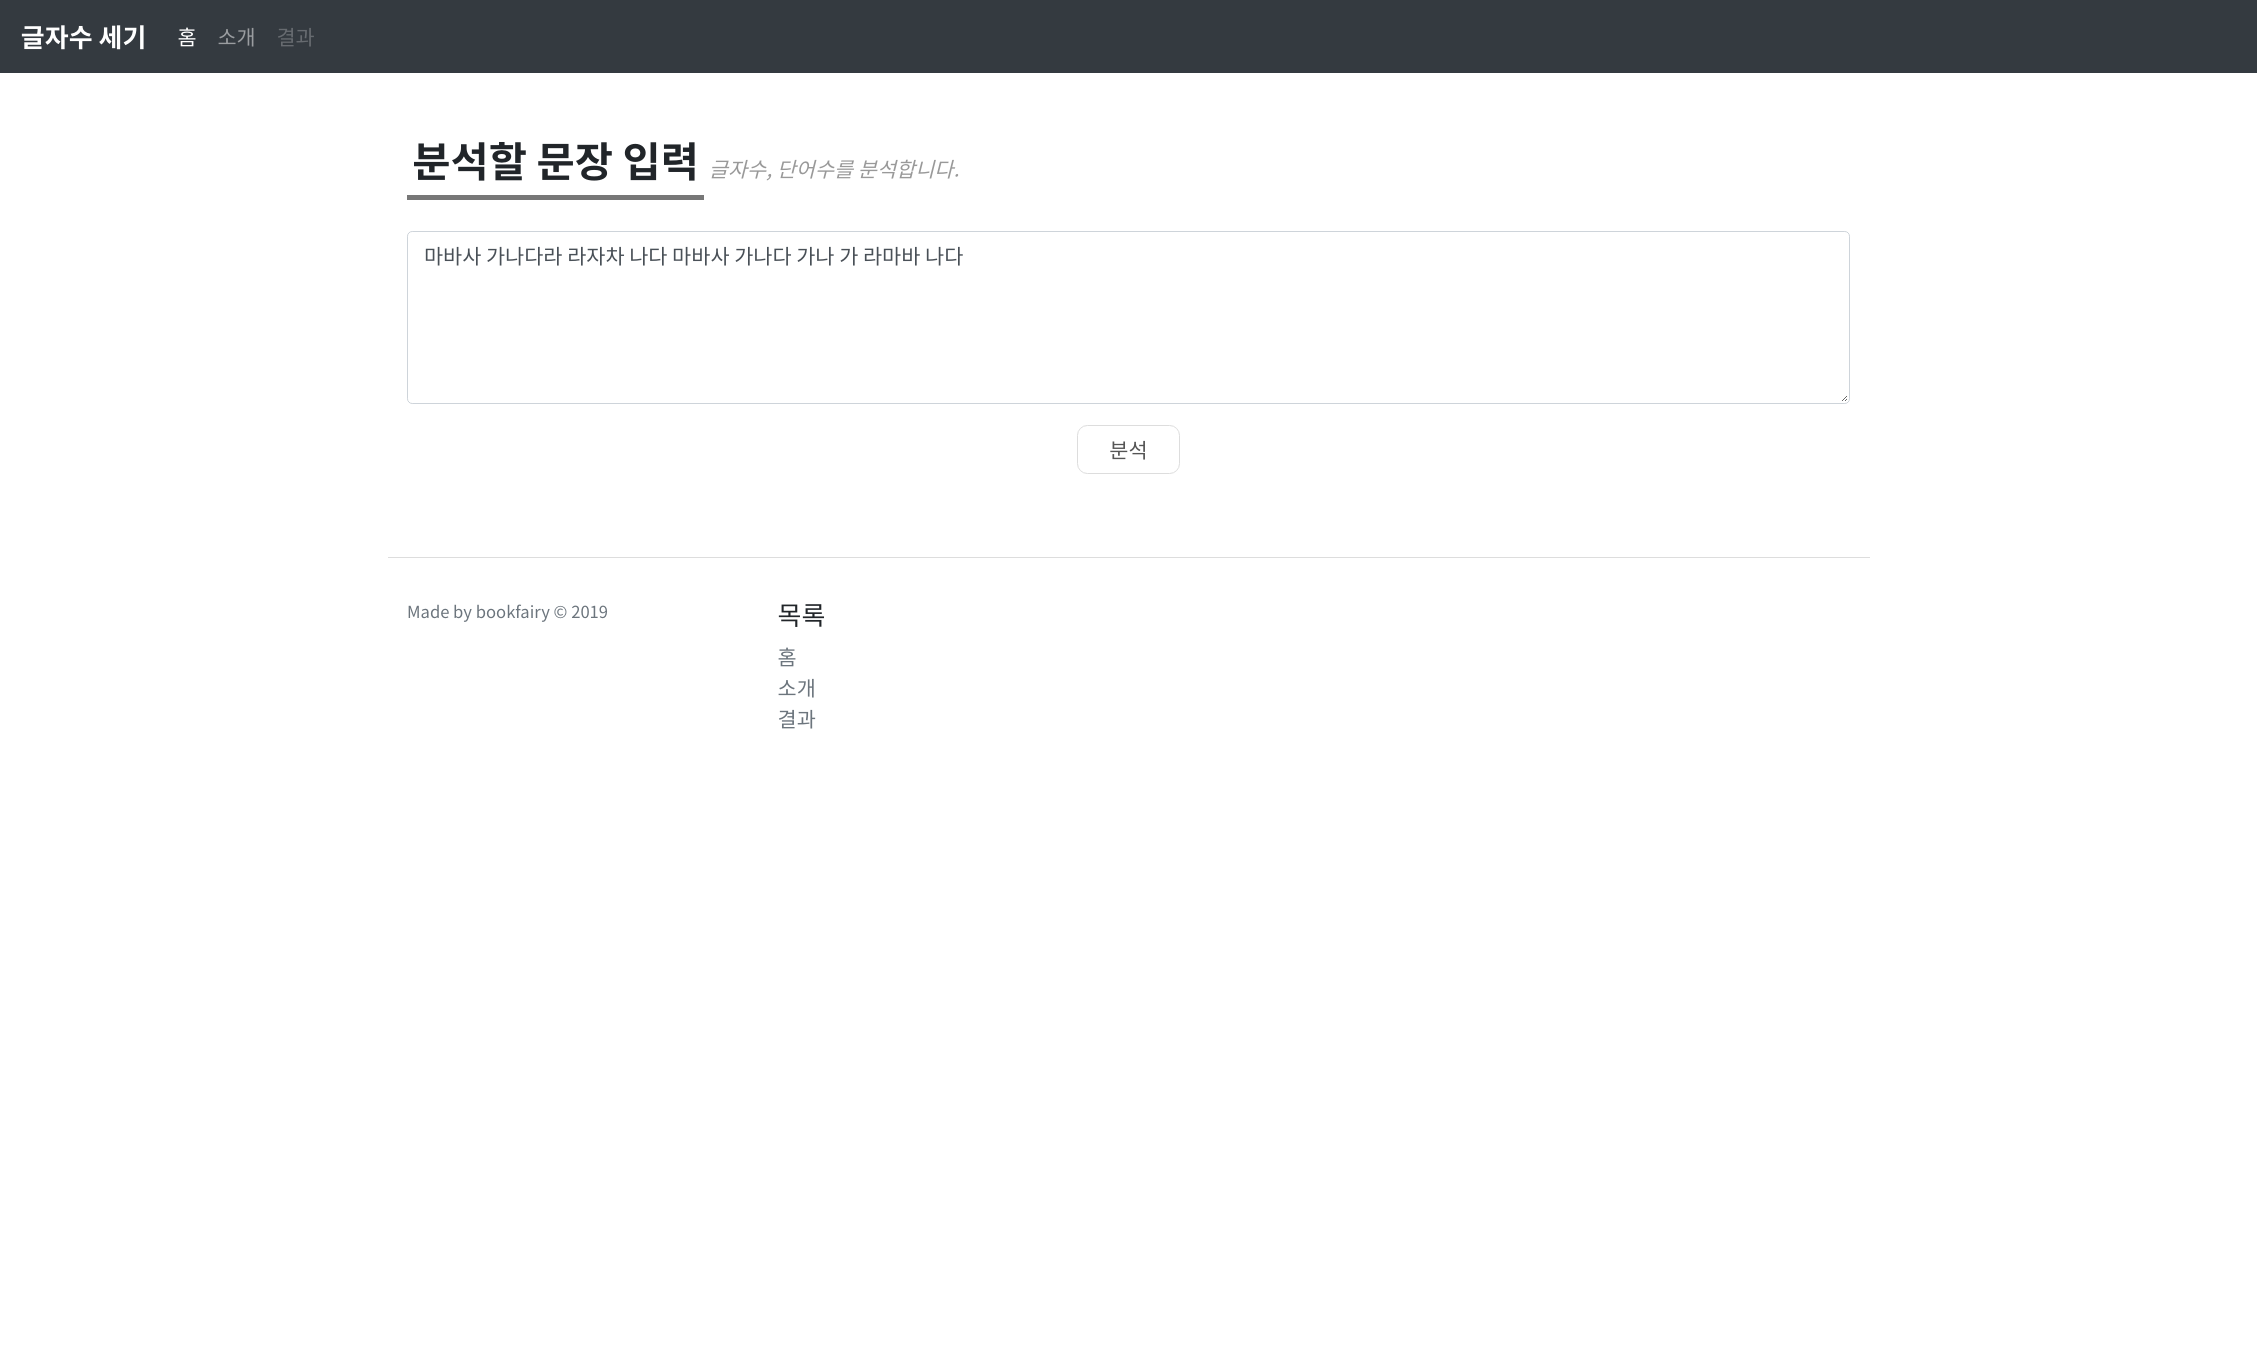 글자수 세기 홈 소개 결과
분석할 문장 입력 글자수, 단어수를 분석합니다.
마바사 가나다라 라자차 나다 마바사 가나다 가나 가 라마바 나다
분석
Made by bookfairy © 2019
목록
홈
소개
결과